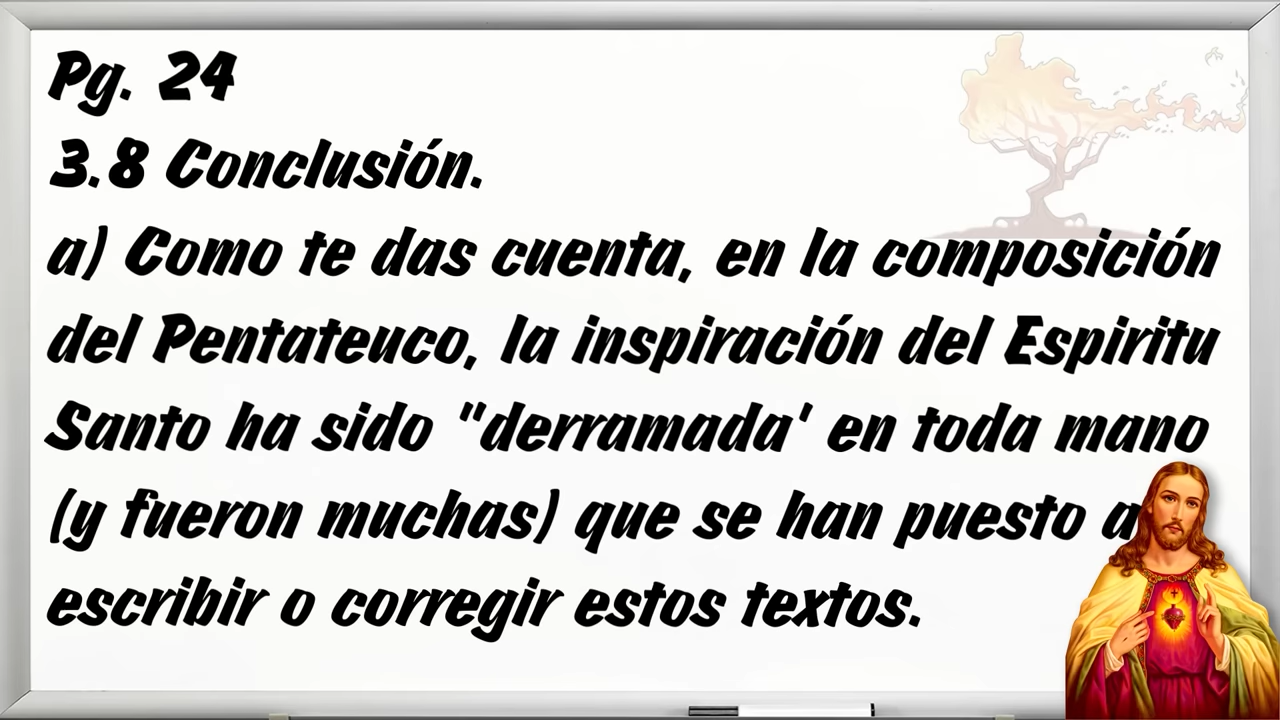 Pg. 24
3.8 Conclusión.
a) Como te das cuenta, en la composición
del Pentateuco, la inspiración del Espiritu
Santo ha sido "derramada' en toda mano
(y fueron muchas) que se han puesto a
escribir o corregir estos textos.